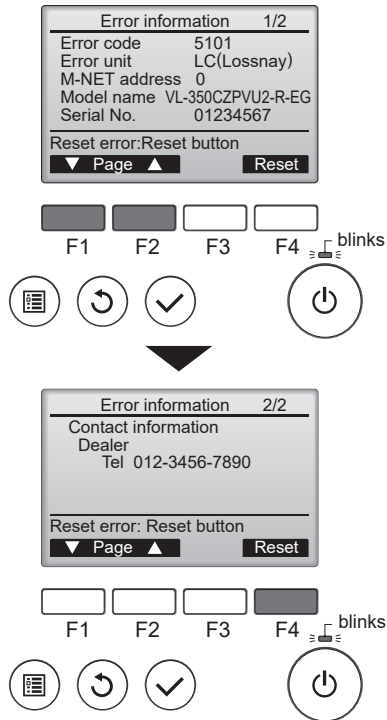 Error information 1/2
Error code 5101
Error unit LC(Lossnay)
M-NET address 0
Model name VL-350CZPVU2-R-EG
Serial No. 01234567
Reset error:Reset button
▼ Page ▲ Reset
F1 F2 F3 F4
blinks
Error information 2/2
Contact information
Dealer
Tel 012-3456-7890
Reset error: Reset button
▼ Page ▲ Reset
F1 F2 F3 F4
blinks